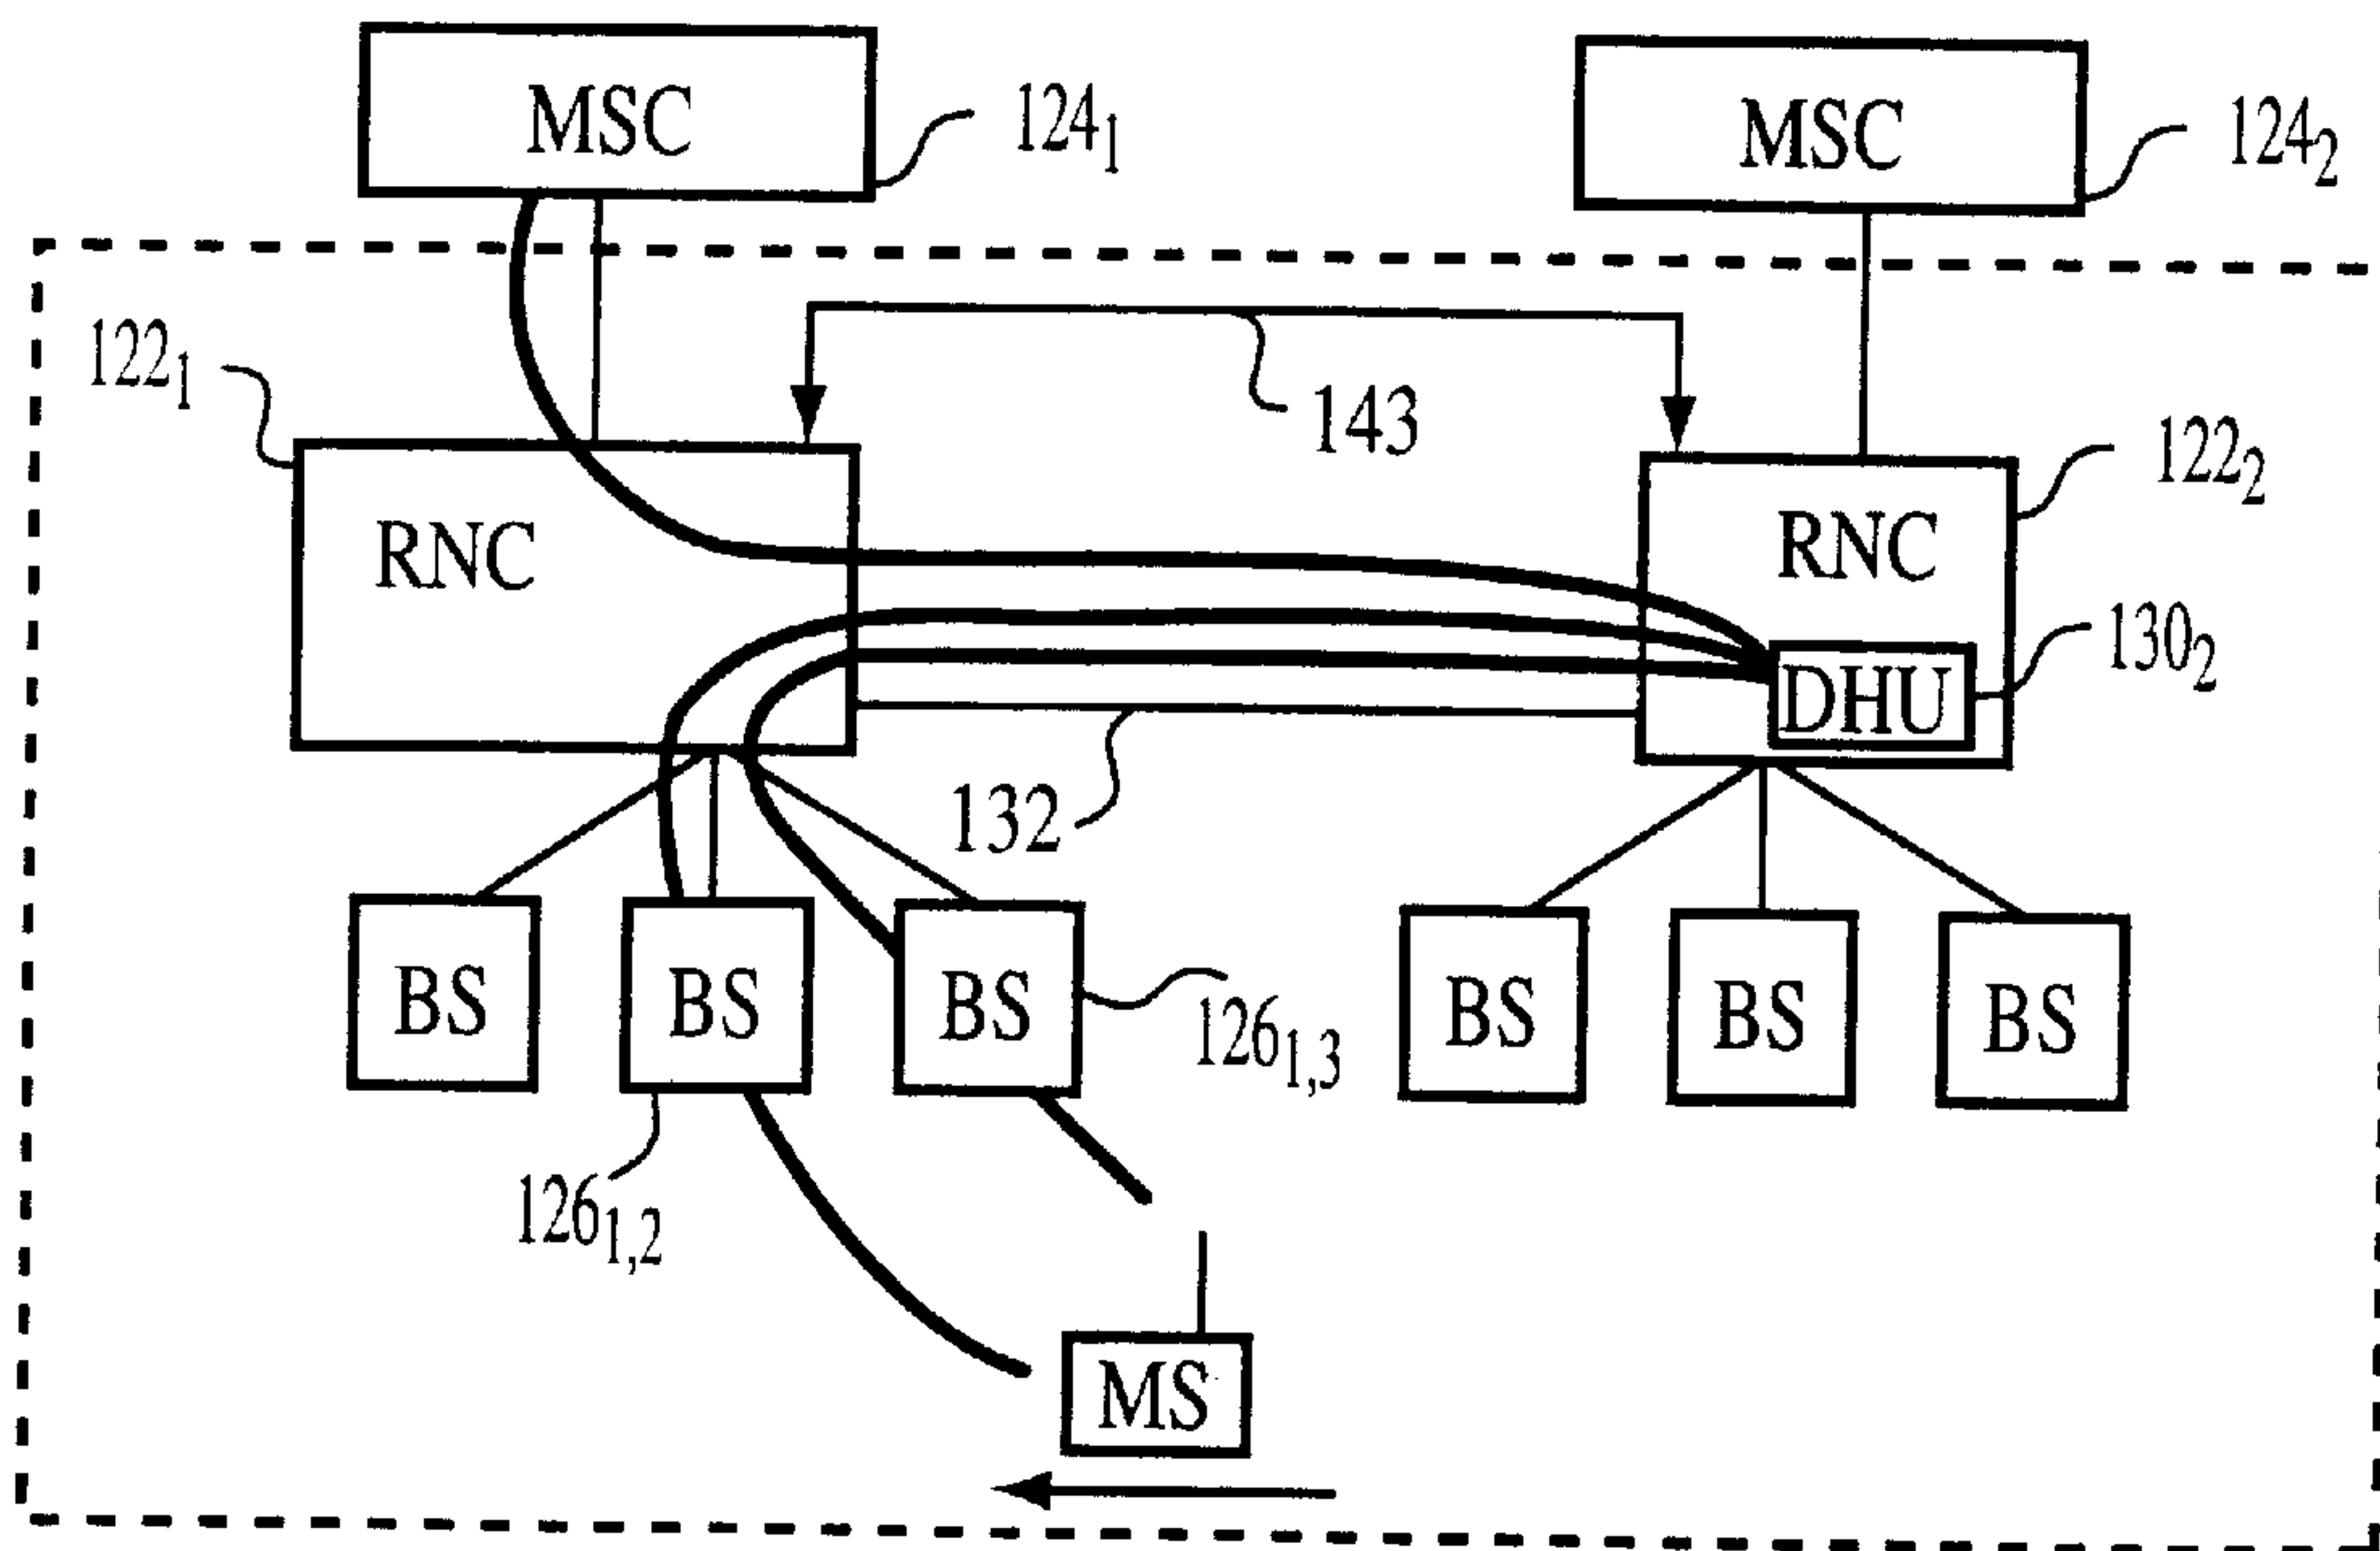 MSC
124₁
MSC
124₂
122₁
143
122₂
RNC
RNC
130₂
DHU
132
BS
BS
BS
126₁,₃
BS
BS
BS
126₁,₂
MS